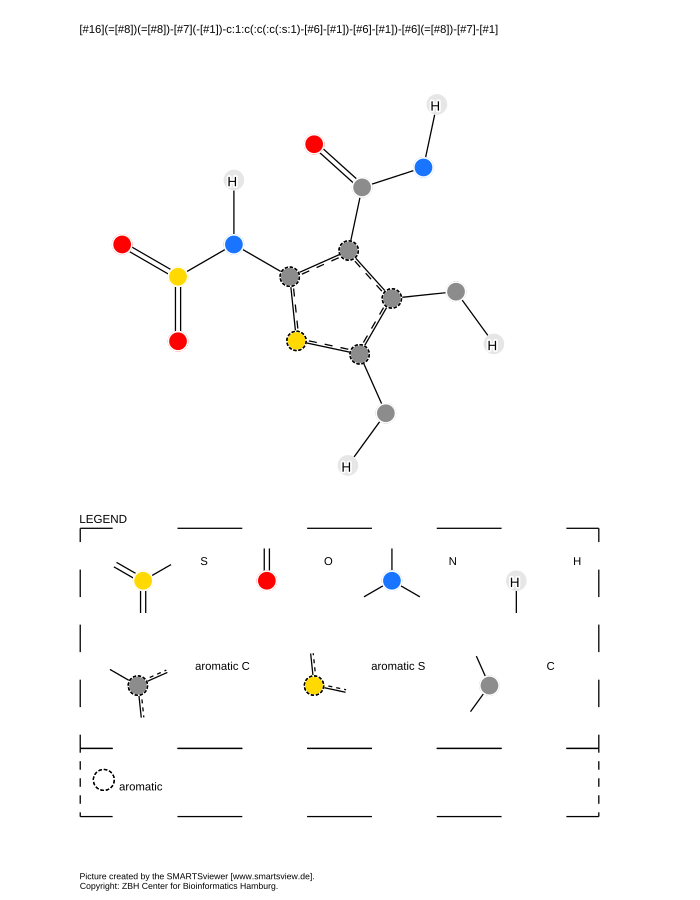 [#16](=[#8])(=[#8])-[#7](-[#1])-c:1:c(:c(:c(:s:1)-[#6]-[#1])-[#6]-[#1])-[#6](=[#8])-[#7]-[#1]
H
H
H
H
LEGEND
S O N H
H
aromatic C aromatic S C
aromatic
Picture created by the SMARTSviewer [www.smartsview.de].
Copyright: ZBH Center for Bioinformatics Hamburg.